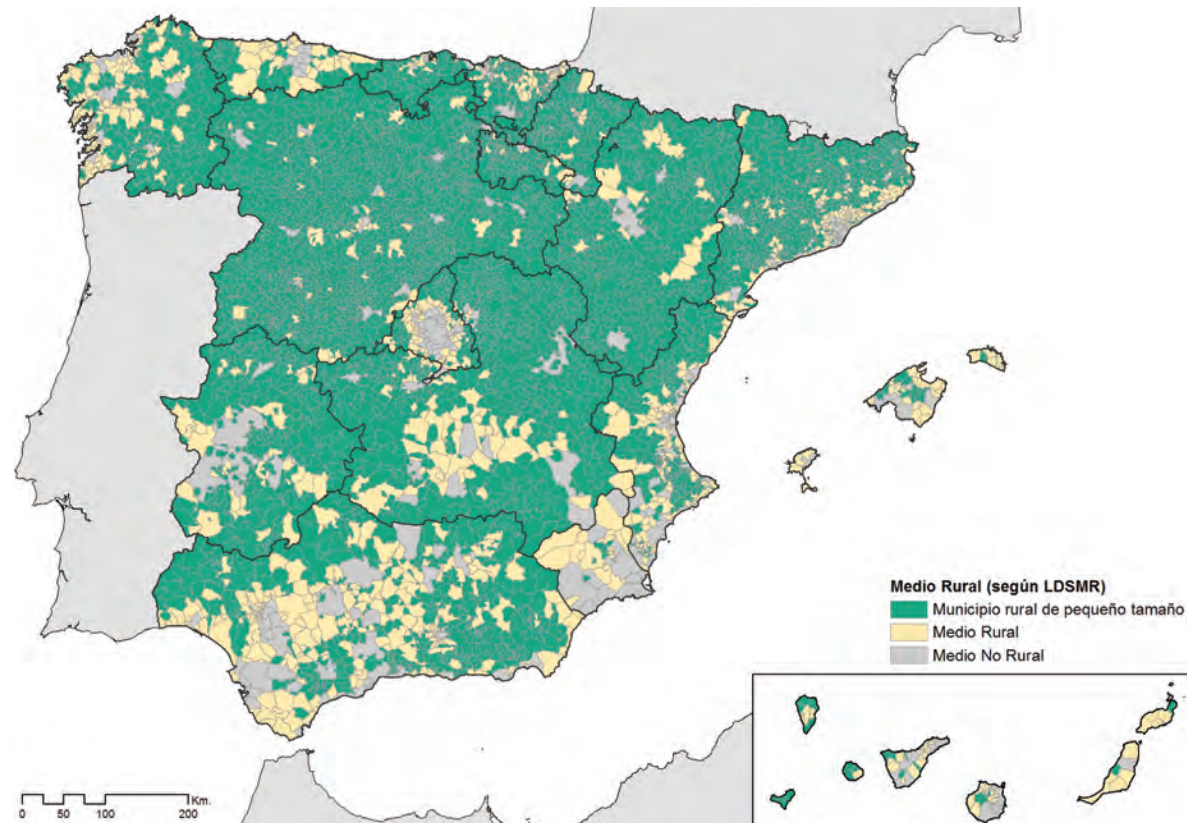 Medio Rural (según LDSMR)
Municipio rural de pequeño tamaño
Medio Rural
Medio No Rural
Km.
0 50 100 200